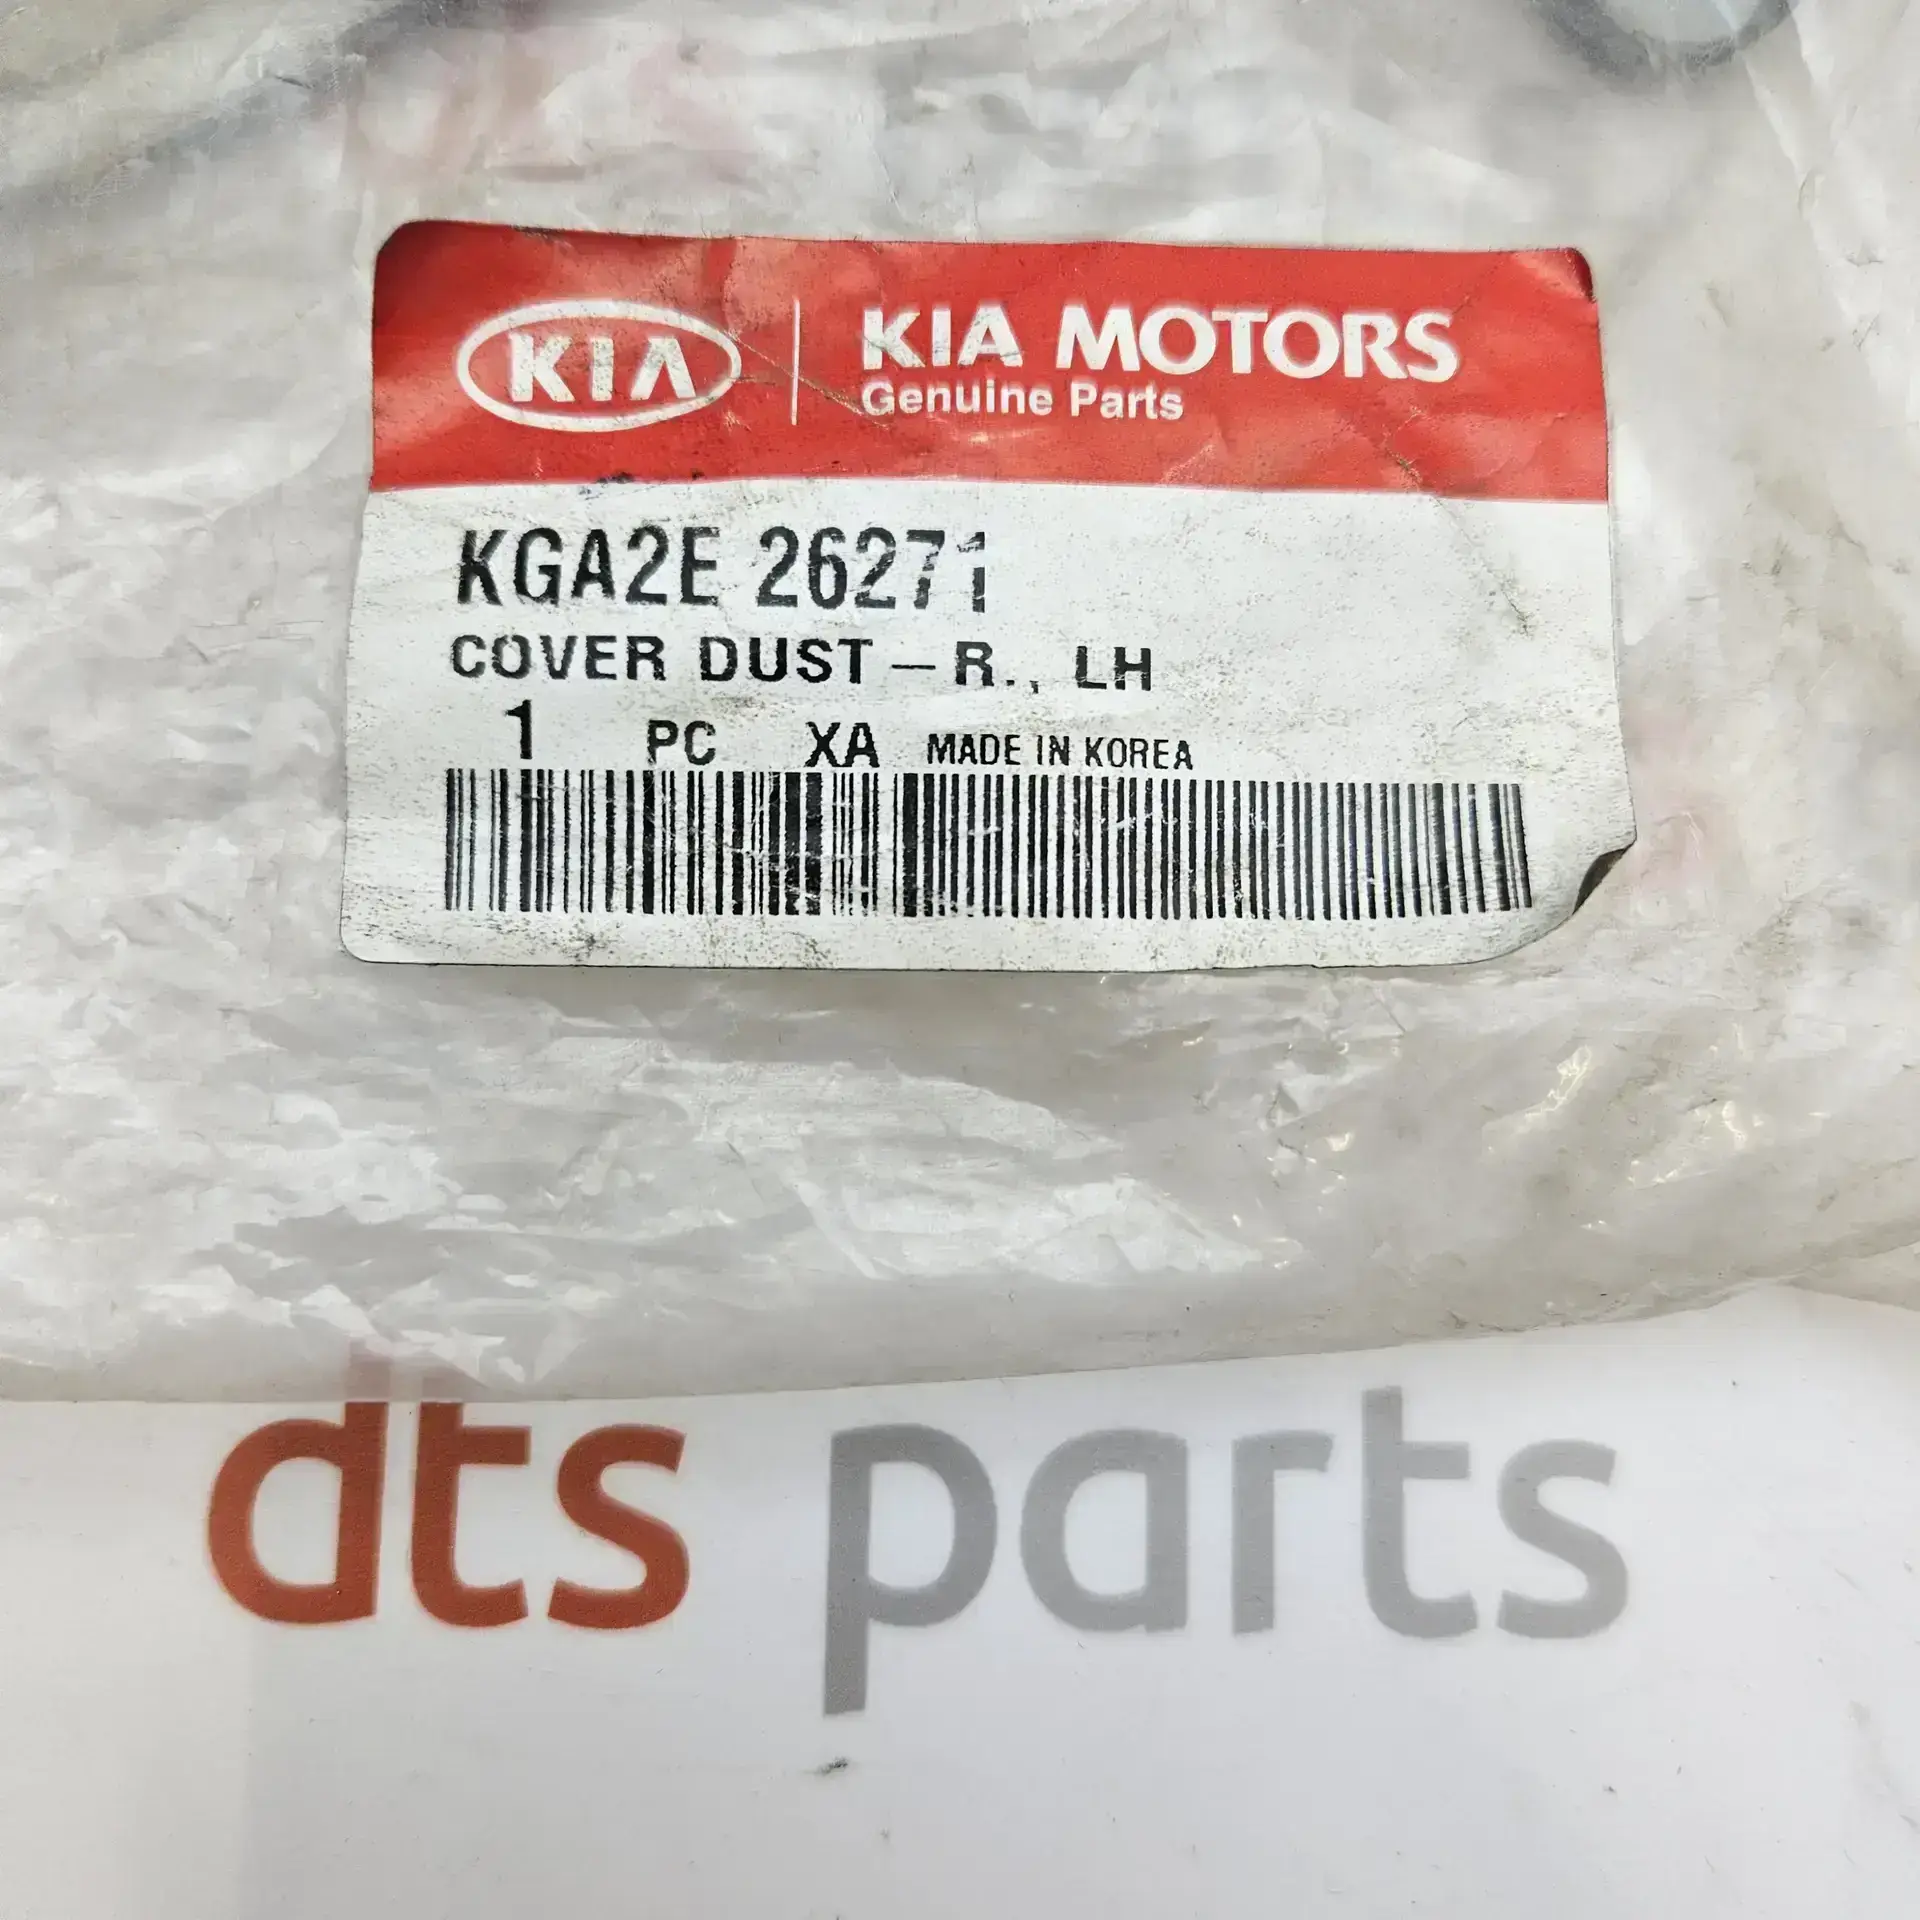 KIA
KIA MOTORS
Genuine Parts
KGA2E 26271
COVER DUST – R., LH
1 PC XA MADE IN KOREA
dts parts